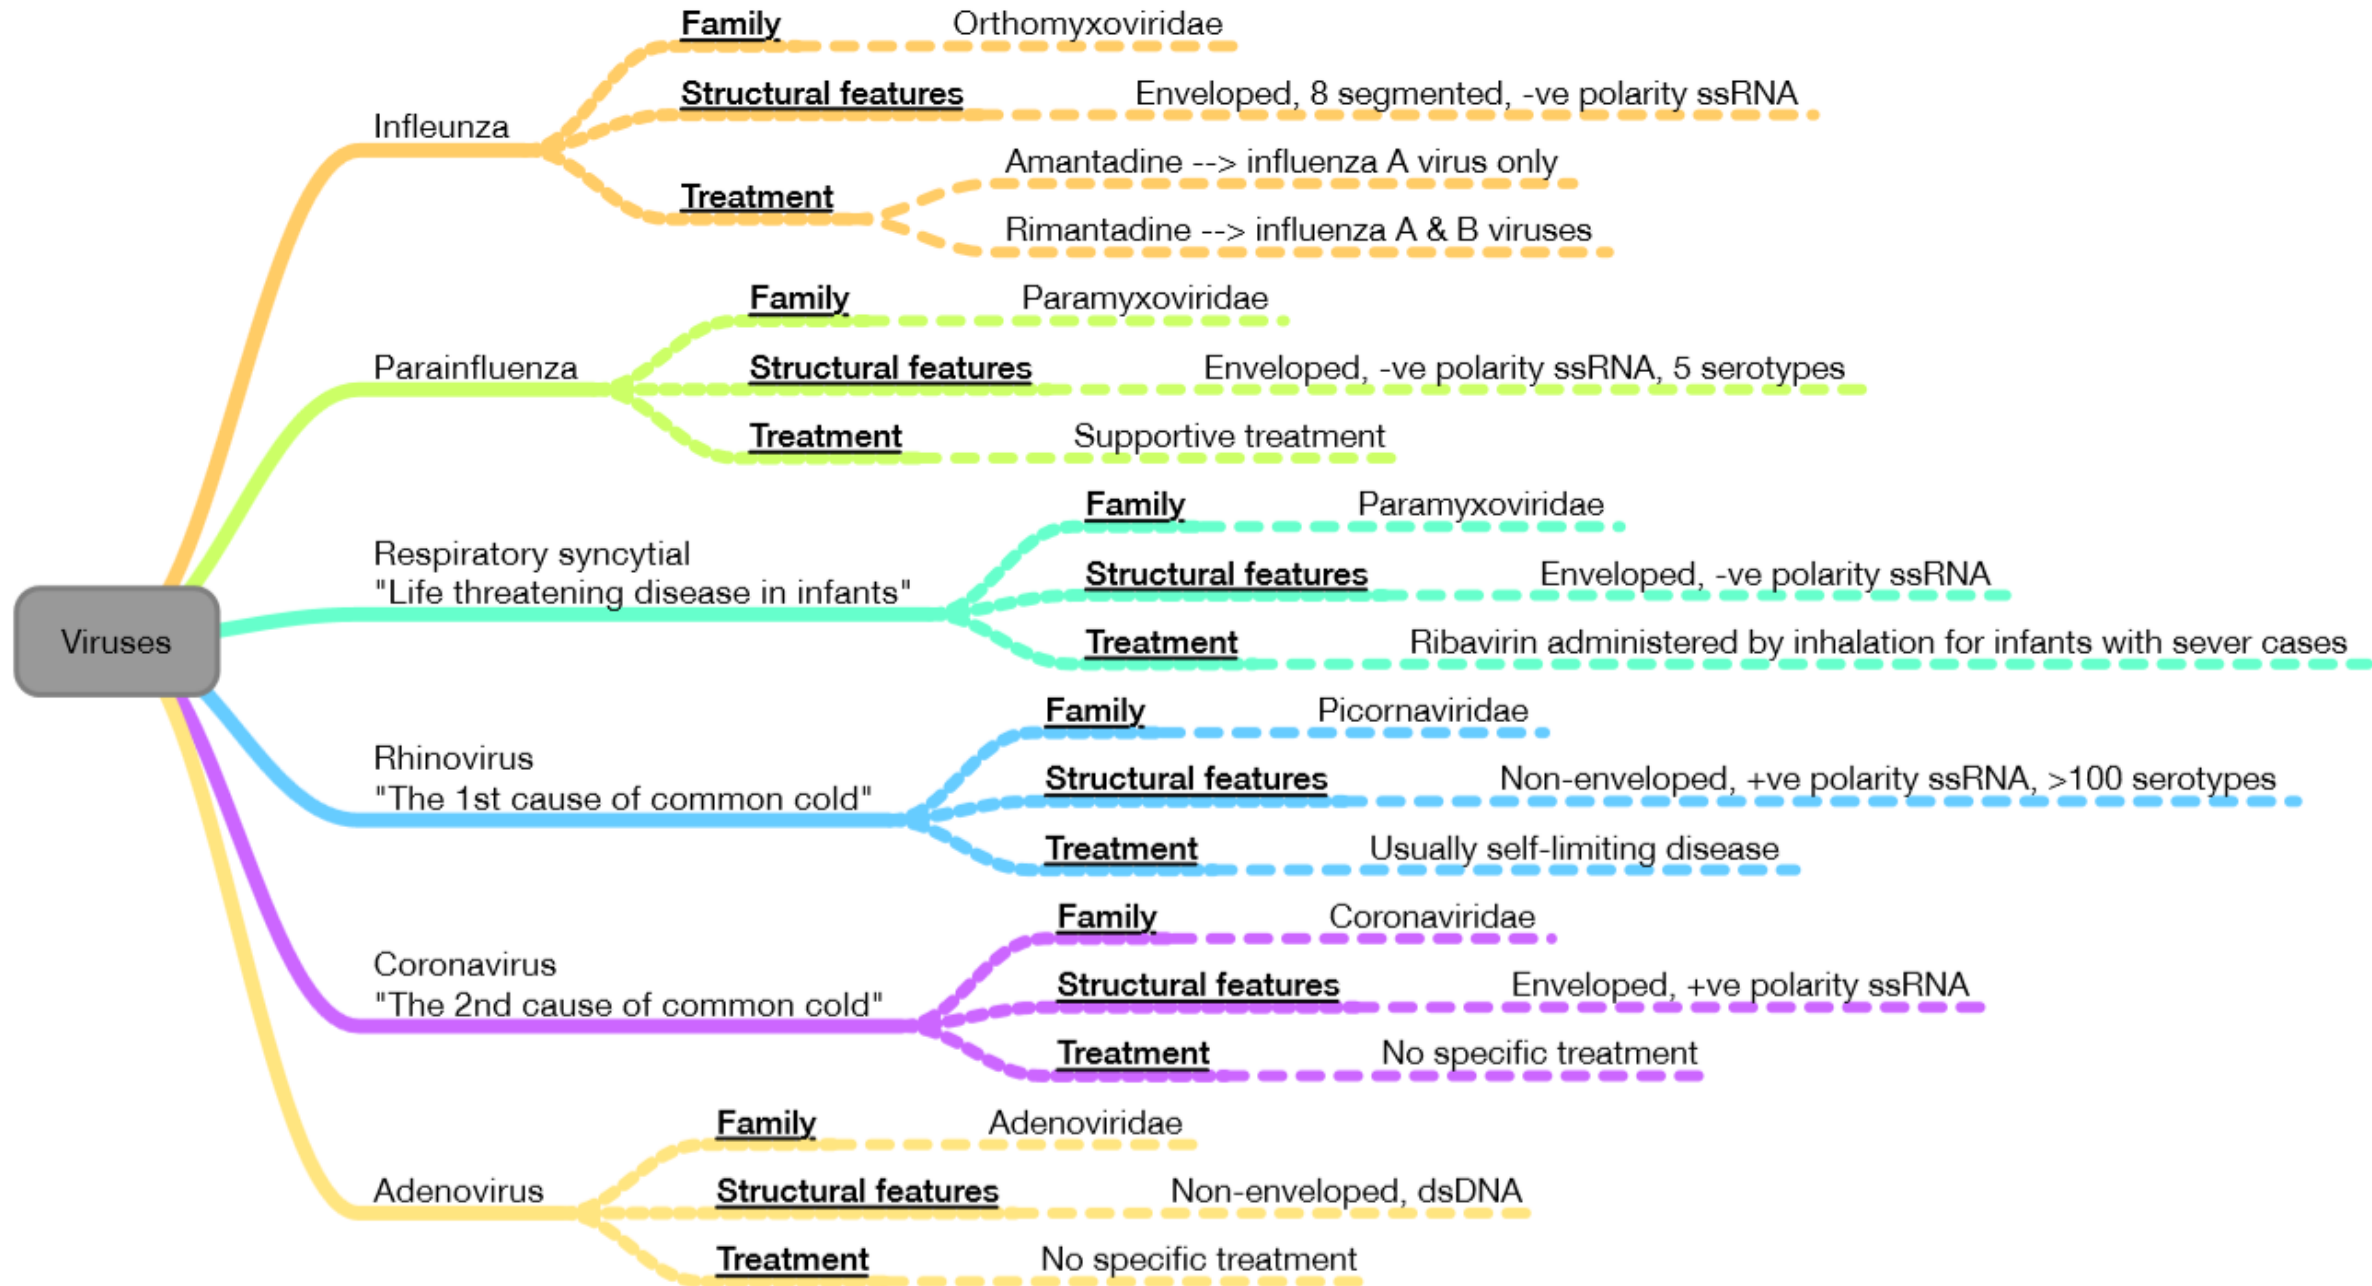 Viruses
Infleunza
Family Orthomyxoviridae
Structural features Enveloped, 8 segmented, -ve polarity ssRNA
Treatment
Amantadine --> influenza A virus only
Rimantadine --> influenza A & B viruses
Parainfluenza
Family Paramyxoviridae
Structural features Enveloped, -ve polarity ssRNA, 5 serotypes
Treatment Supportive treatment
Respiratory syncytial
"Life threatening disease in infants"
Family Paramyxoviridae
Structural features Enveloped, -ve polarity ssRNA
Treatment Ribavirin administered by inhalation for infants with sever cases
Rhinovirus
"The 1st cause of common cold"
Family Picornaviridae
Structural features Non-enveloped, +ve polarity ssRNA, >100 serotypes
Treatment Usually self-limiting disease
Coronavirus
"The 2nd cause of common cold"
Family Coronaviridae
Structural features Enveloped, +ve polarity ssRNA
Treatment No specific treatment
Adenovirus
Family Adenoviridae
Structural features Non-enveloped, dsDNA
Treatment No specific treatment